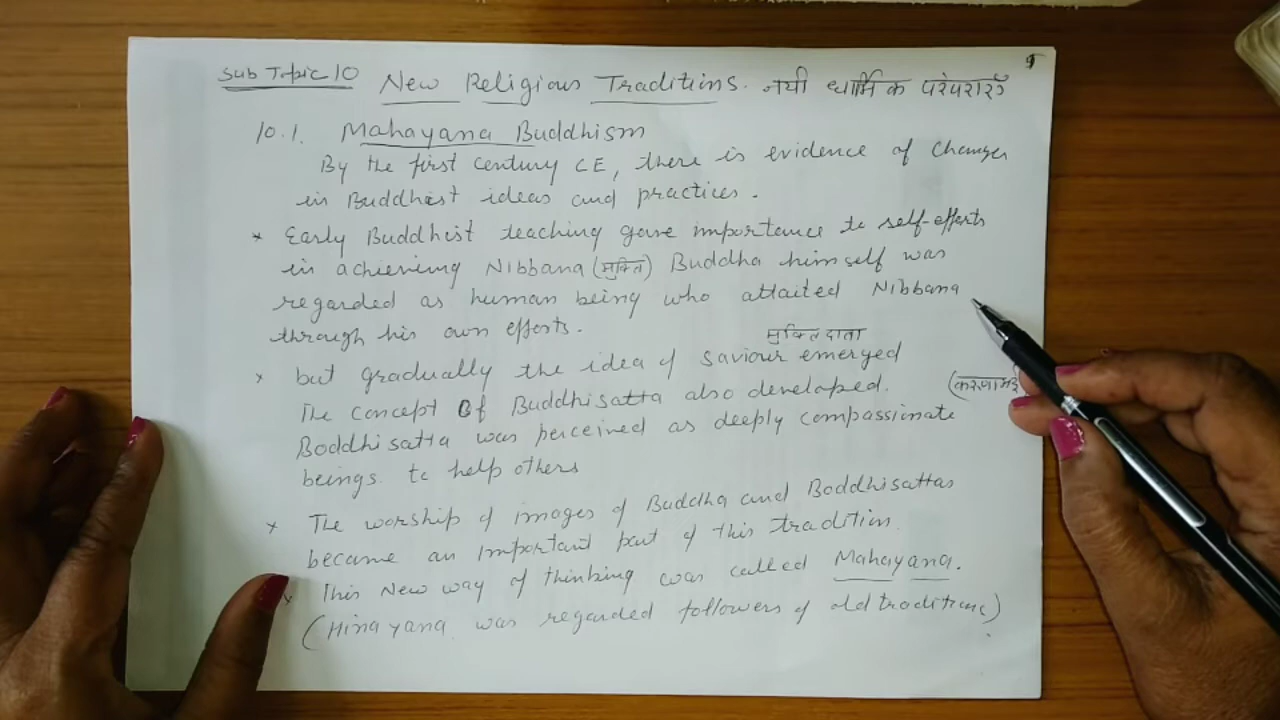 Sub Topic 10 New Religious Traditions. नयी धार्मिक परंपराएँ
10.1. Mahayana Buddhism
By the first century CE, there is evidence of changes
in Buddhist ideas and practices.
* Early Buddhist teaching gave importance to self-efforts
in achieving Nibbana (मुक्ति) Buddha himself was
regarded as human being who attaited Nibbana
through his own efforts.
मुक्तिदाता
* but gradually the idea of saviour emerged
The concept Of Buddhisatta also developed. (करुणामई
Boddhisatta was perceived as deeply compassionate
beings. to help others
* The worship of images of Buddha and Boddhisattas
became an important part of this tradition.
* This New way of thinking was called Mahayana.
(Hinayana was regarded followers of old traditions)